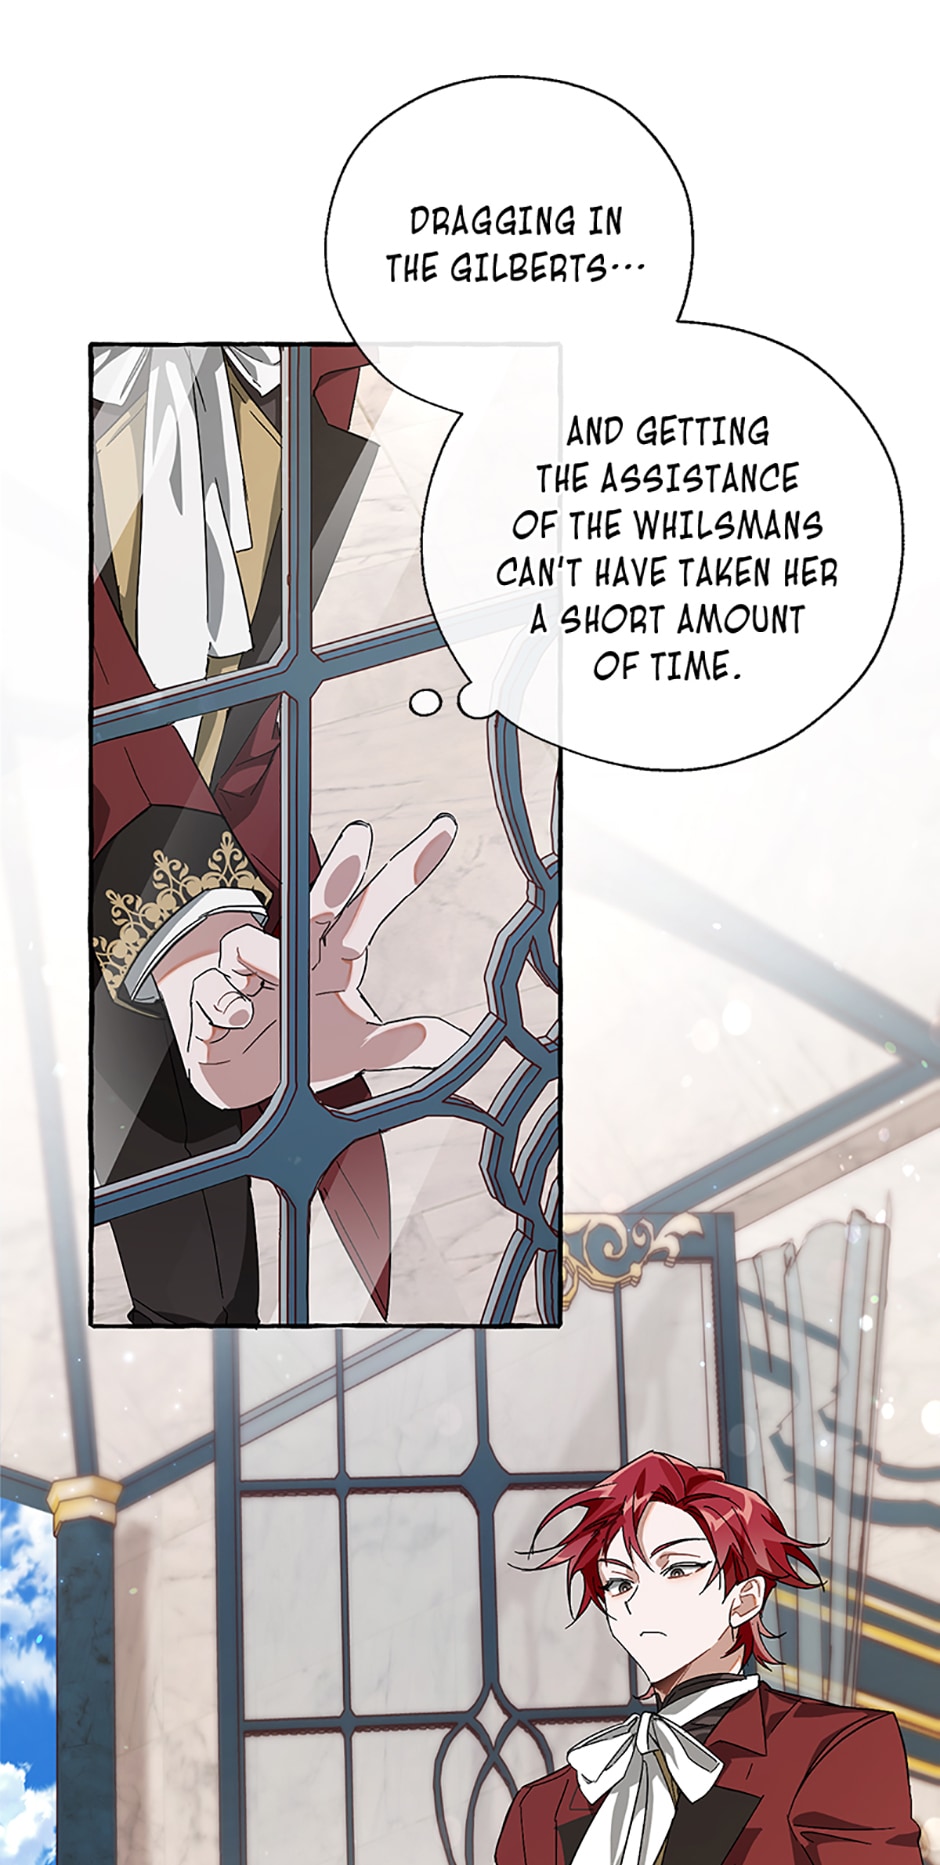 DRAGGING IN
THE GILBERTS...
AND GETTING
THE ASSISTANCE
OF THE WHILSMANS
CAN'T HAVE TAKEN HER
A SHORT AMOUNT
OF TIME.